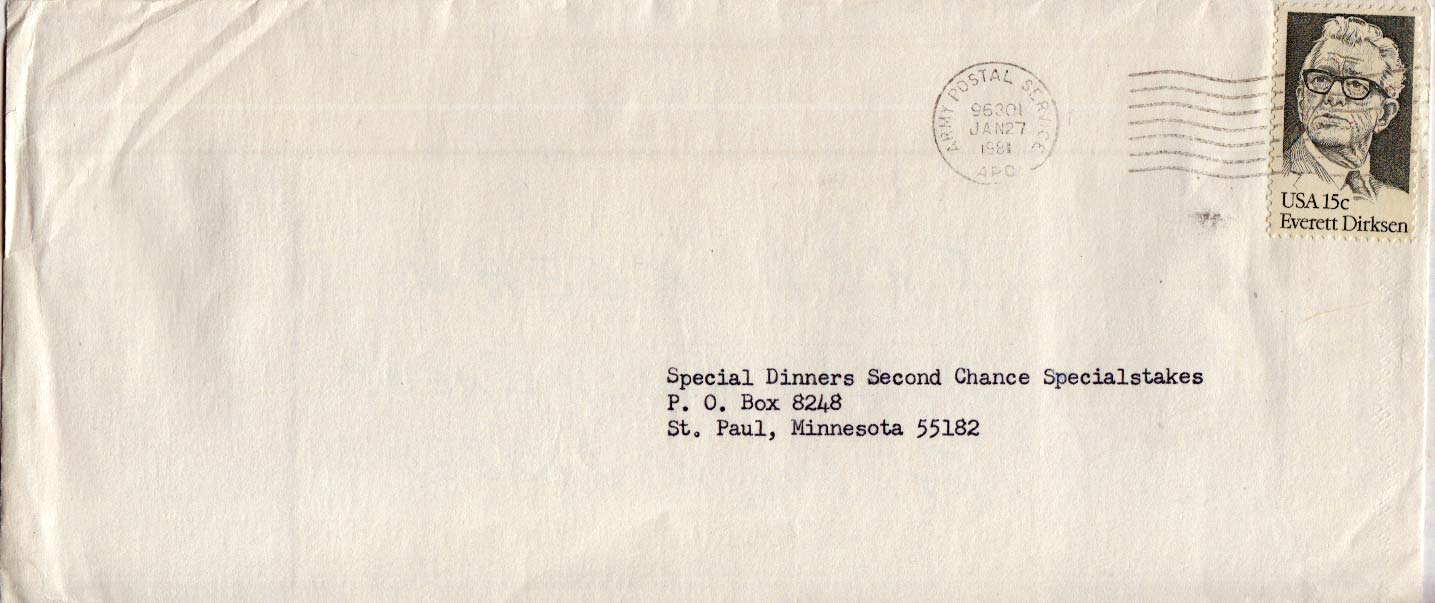 ARMY POSTAL SERVICE
96301
JAN 27
1981
APO
USA 15c
Everett Dirksen
Special Dinners Second Chance Specialstakes
P. O. Box 8248
St. Paul, Minnesota 55182